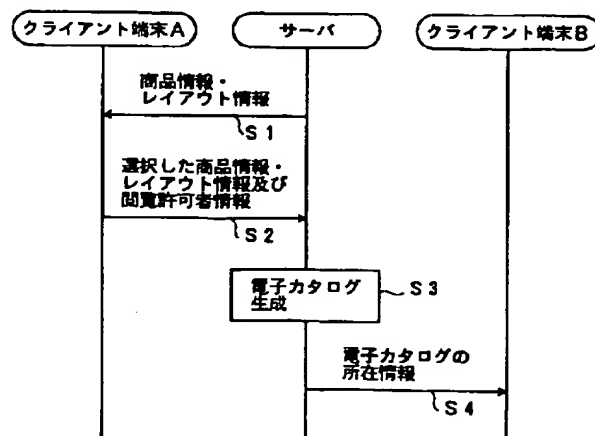 クライアント端末A
サーバ
クライアント端末B
商品情報・
レイアウト情報
S1
選択した商品情報・
レイアウト情報及び
閲覧許可者情報
S2
電子カタログ
生成
S3
電子カタログの
所在情報
S4